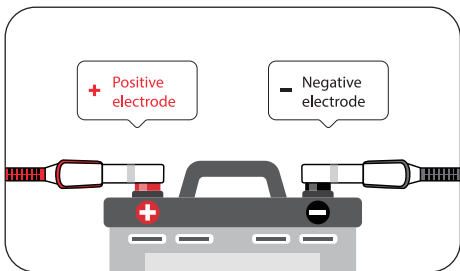 + Positive
electrode
− Negative
electrode
+
−